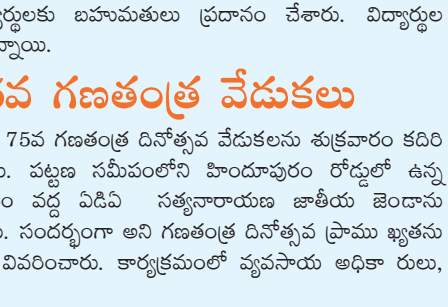 ర్థులకు బహుమతులు ప్రదానం చేశారు. విద్యార్థుల
న్నాయి.
వ గణతంత్ర వేడుకలు
75వ గణతంత్ర దినోత్సవ వేడుకలను శుక్రవారం కదిరి
పట్టణ సమీపంలోని హిందూపురం రోడ్డులో ఉన్న
వద్ద ఏడిఏ సత్యనారాయణ జాతీయ జెండాను
సందర్భంగా అని గణతంత్ర దినోత్సవ ప్రాము ఖ్యతను
వివరించారు. కార్యక్రమంలో వ్యవసాయ అధికా రులు,